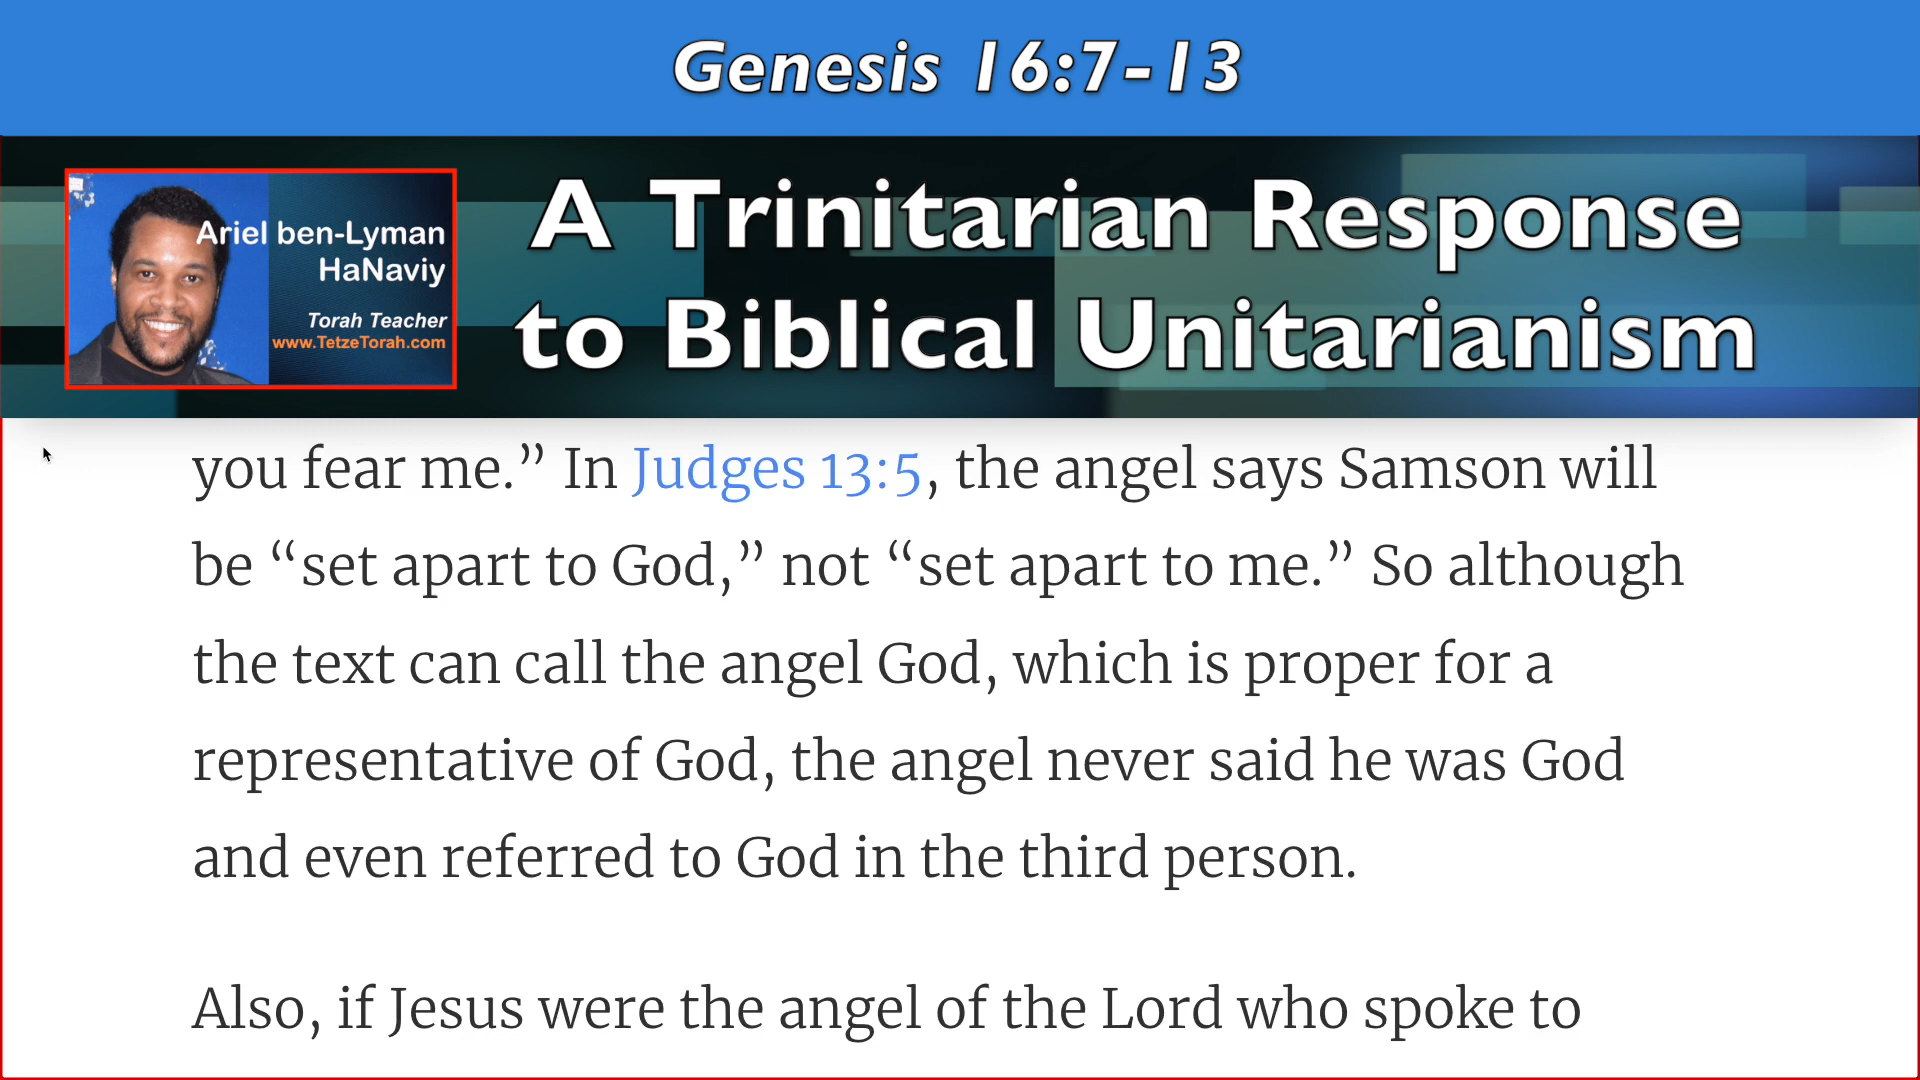 Genesis 16:7-13
Ariel ben-Lyman
HaNaviy
Torah Teacher
www.TetzeTorah.com
A Trinitarian Response
to Biblical Unitarianism
you fear me.” In Judges 13:5, the angel says Samson will
be “set apart to God,” not “set apart to me.” So although
the text can call the angel God, which is proper for a
representative of God, the angel never said he was God
and even referred to God in the third person.
Also, if Jesus were the angel of the Lord who spoke to